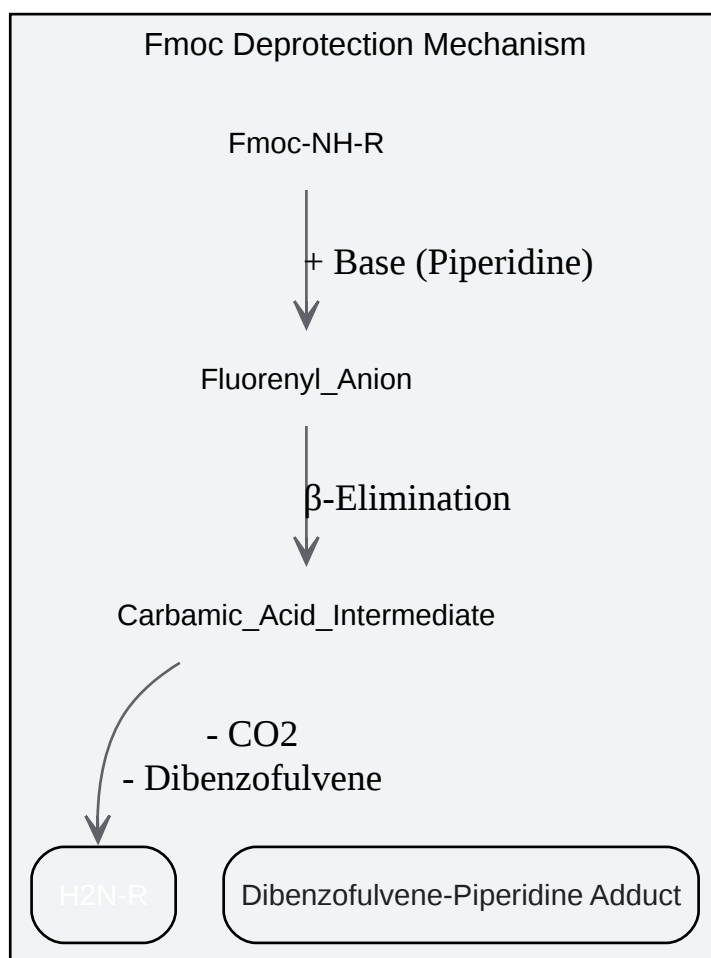 Fmoc Deprotection Mechanism
Fmoc-NH-R
+ Base (Piperidine)
Fluorenyl_Anion
β-Elimination
Carbamic_Acid_Intermediate
- CO2
- Dibenzofulvene
H2N-R
Dibenzofulvene-Piperidine Adduct